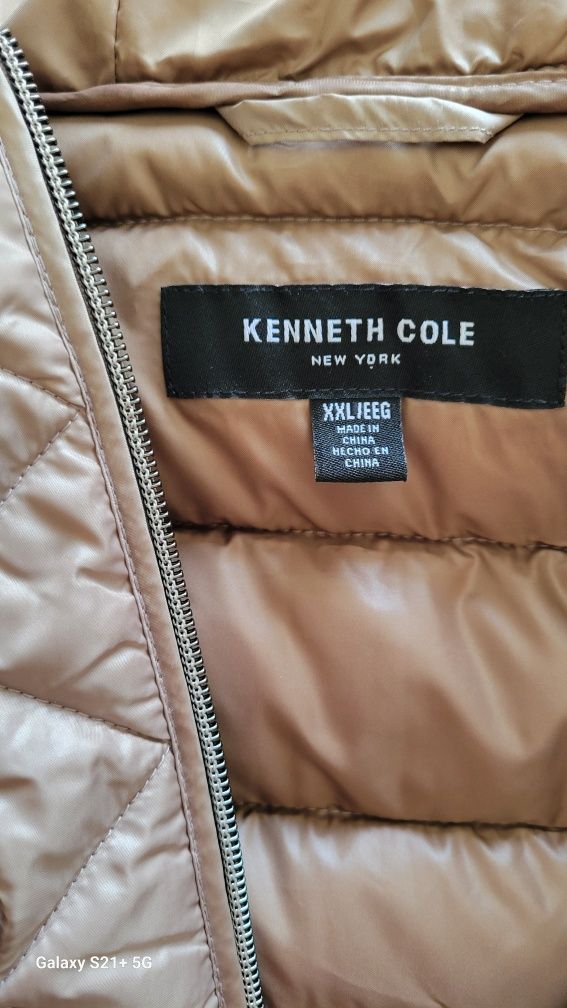 KENNETH COLE
NEW YORK
XXL/EEG
MADE IN
CHINA
HECHO EN
CHINA
Galaxy S21+ 5G